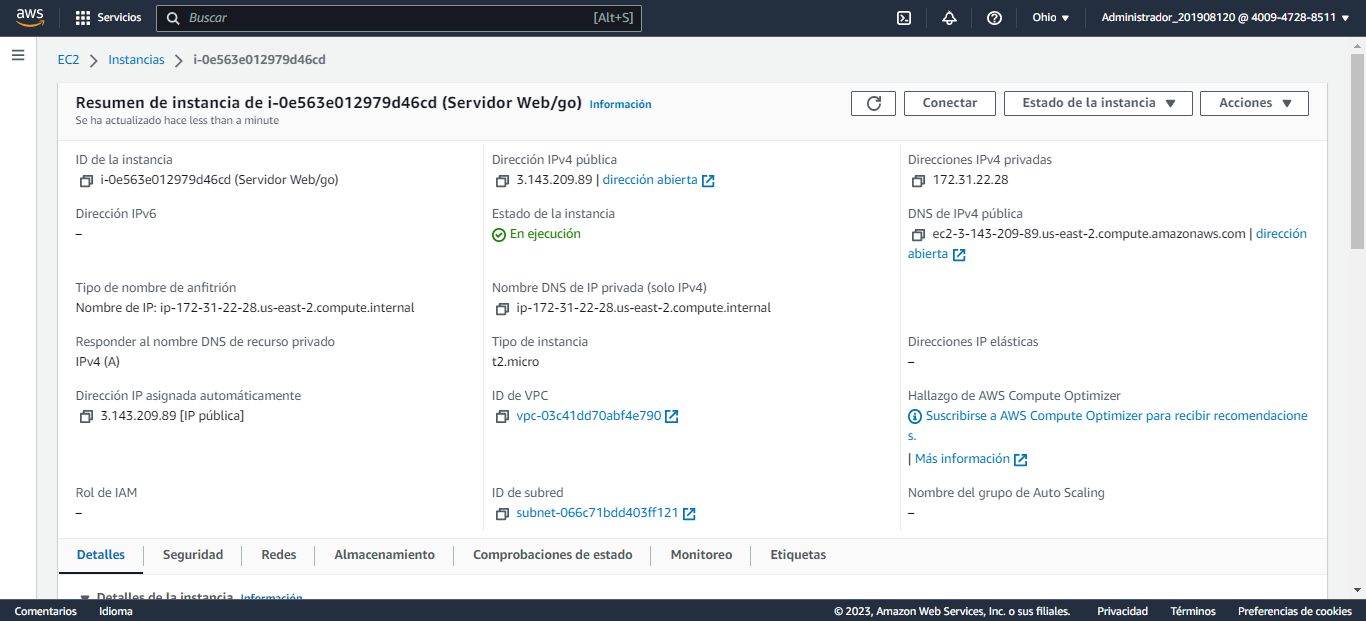 aws
Servicios
Buscar
[Alt+S]
Ohio
Administrador_201908120 @ 4009-4728-8511
EC2
Instancias
i-0e563e012979d46cd
Resumen de instancia de i-0e563e012979d46cd (Servidor Web/go) Información
Se ha actualizado hace less than a minute
Conectar
Estado de la instancia
Acciones
ID de la instancia
i-0e563e012979d46cd (Servidor Web/go)
Dirección IPv4 pública
3.143.209.89 | dirección abierta
Direcciones IPv4 privadas
172.31.22.28
Dirección IPv6
–
Estado de la instancia
En ejecución
DNS de IPv4 pública
ec2-3-143-209-89.us-east-2.compute.amazonaws.com | dirección
abierta
Tipo de nombre de anfitrión
Nombre de IP: ip-172-31-22-28.us-east-2.compute.internal
Nombre DNS de IP privada (solo IPv4)
ip-172-31-22-28.us-east-2.compute.internal
Responder al nombre DNS de recurso privado
IPv4 (A)
Tipo de instancia
t2.micro
Direcciones IP elásticas
–
Dirección IP asignada automáticamente
3.143.209.89 [IP pública]
ID de VPC
vpc-03c41dd70abf4e790
Hallazgo de AWS Compute Optimizer
Suscribirse a AWS Compute Optimizer para recibir recomendacione
s.
| Más información
Rol de IAM
–
ID de subred
subnet-066c71bdd403ff121
Nombre del grupo de Auto Scaling
–
Detalles
Seguridad
Redes
Almacenamiento
Comprobaciones de estado
Monitoreo
Etiquetas
Detalles de la instancia Información
Comentarios
Idioma
© 2023, Amazon Web Services, Inc. o sus filiales.
Privacidad
Términos
Preferencias de cookies